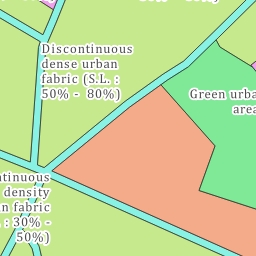 Discontinuous
dense urban
fabric (S.L. :
50% - 80%)
Green urba
area
ntinuous
density
n fabric
: 30% -
50%)